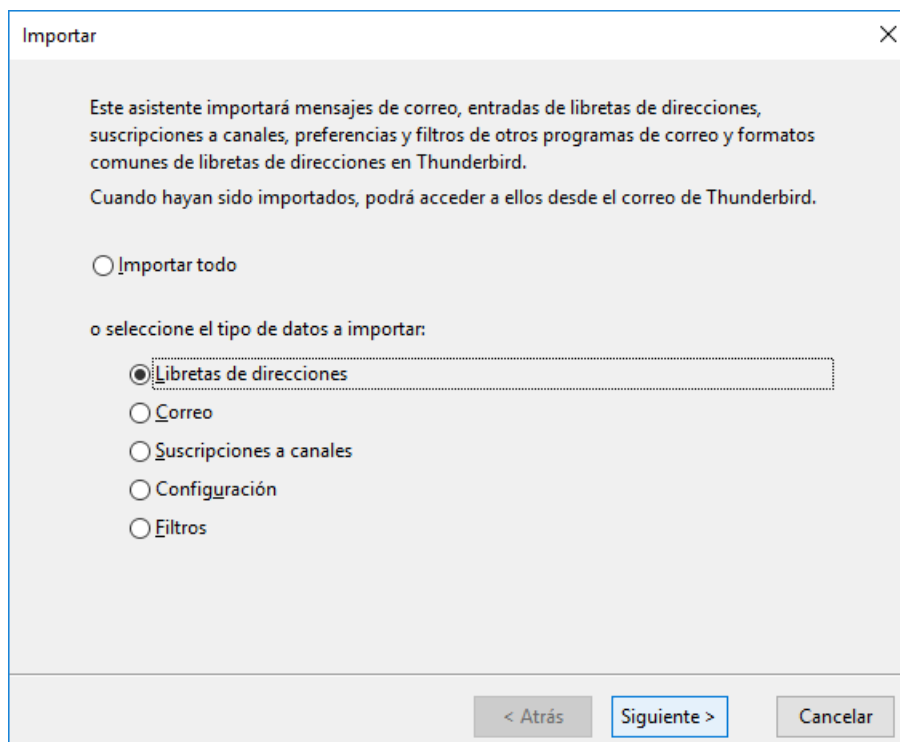 Importar
Este asistente importará mensajes de correo, entradas de libretas de direcciones,
suscripciones a canales, preferencias y filtros de otros programas de correo y formatos
comunes de libretas de direcciones en Thunderbird.
Cuando hayan sido importados, podrá acceder a ellos desde el correo de Thunderbird.
Importar todo
o seleccione el tipo de datos a importar:
Libretas de direcciones
Correo
Suscripciones a canales
Configuración
Filtros
< Atrás
Siguiente >
Cancelar